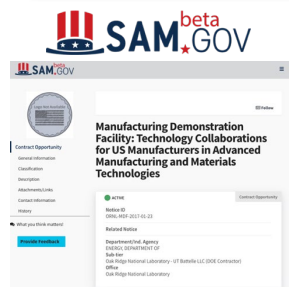 beta
SAM.GOV
SAM.GOV
Follow
Manufacturing Demonstration
Facility: Technology Collaborations
for US Manufacturers in Advanced
Manufacturing and Materials
Technologies
Contract Opportunity
General Information
Classification
Description
Attachments/Links
Contact Information
History
What you think matters!
Provide Feedback
ACTIVE
Contract Opportunity
Notice ID
ORNL-MDF-2017-01-23
Related Notice
Department/Ind. Agency
ENERGY, DEPARTMENT OF
Sub-tier
Oak Ridge National Laboratory - UT Battelle LLC (DOE Contractor)
Office
Oak Ridge National Laboratory